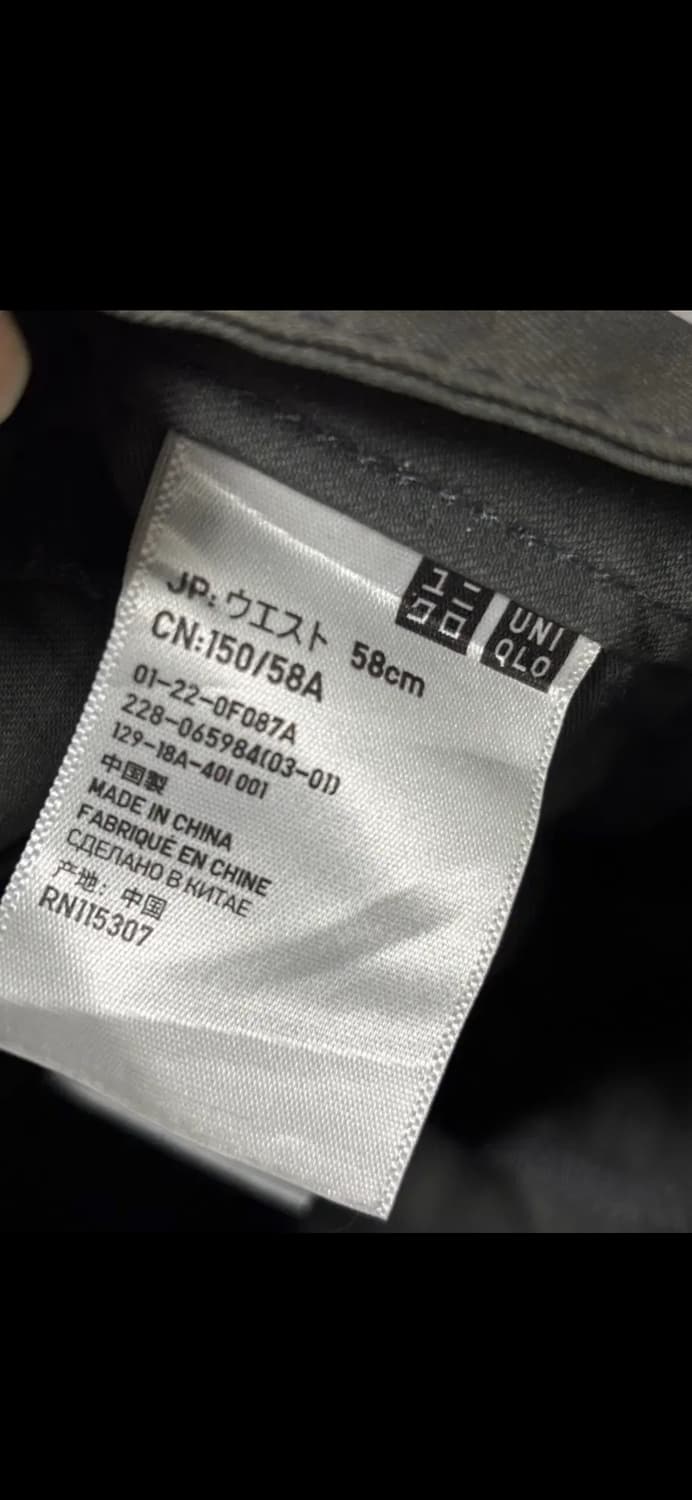 ユニ
クロ
UNI
QLO
JP: ウエスト 58cm
CN:150/58A
01-22-0F087A
228-065984(03-01)
129-18A-401 001
中国製
MADE IN CHINA
FABRIQUÉ EN CHINE
СДЕЛАНО В КИТАЕ
产地：中国
RN115307